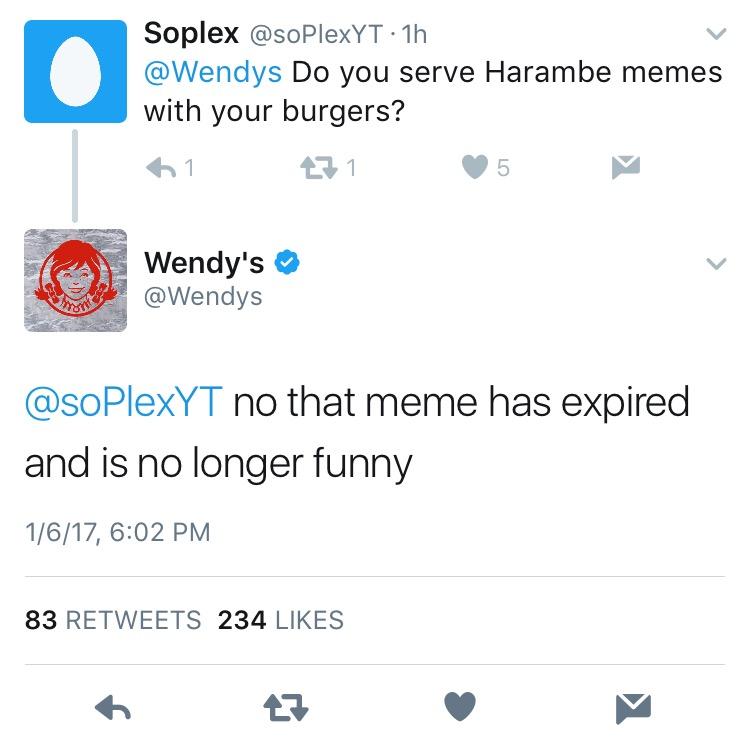 Soplex @soPlexYT · 1h
@Wendys Do you serve Harambe memes
with your burgers?
1 1 5
Wendy's
@Wendys
@soPlexYT no that meme has expired
and is no longer funny
1/6/17, 6:02 PM
83 RETWEETS 234 LIKES